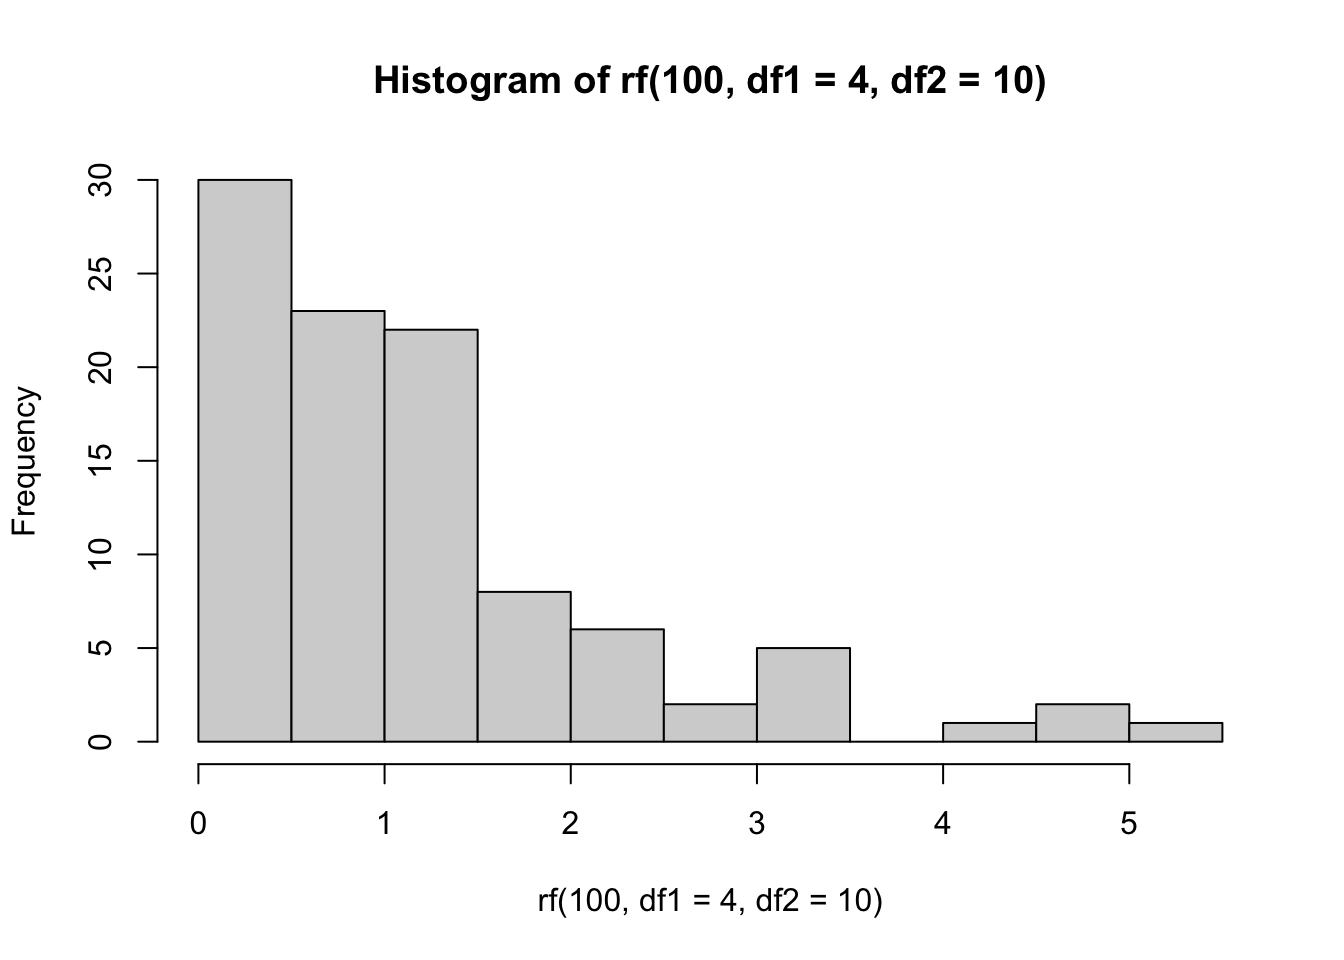 Histogram of rf(100, df1 = 4, df2 = 10)
Frequency
30
25
20
15
10
5
0
0 1 2 3 4 5
rf(100, df1 = 4, df2 = 10)